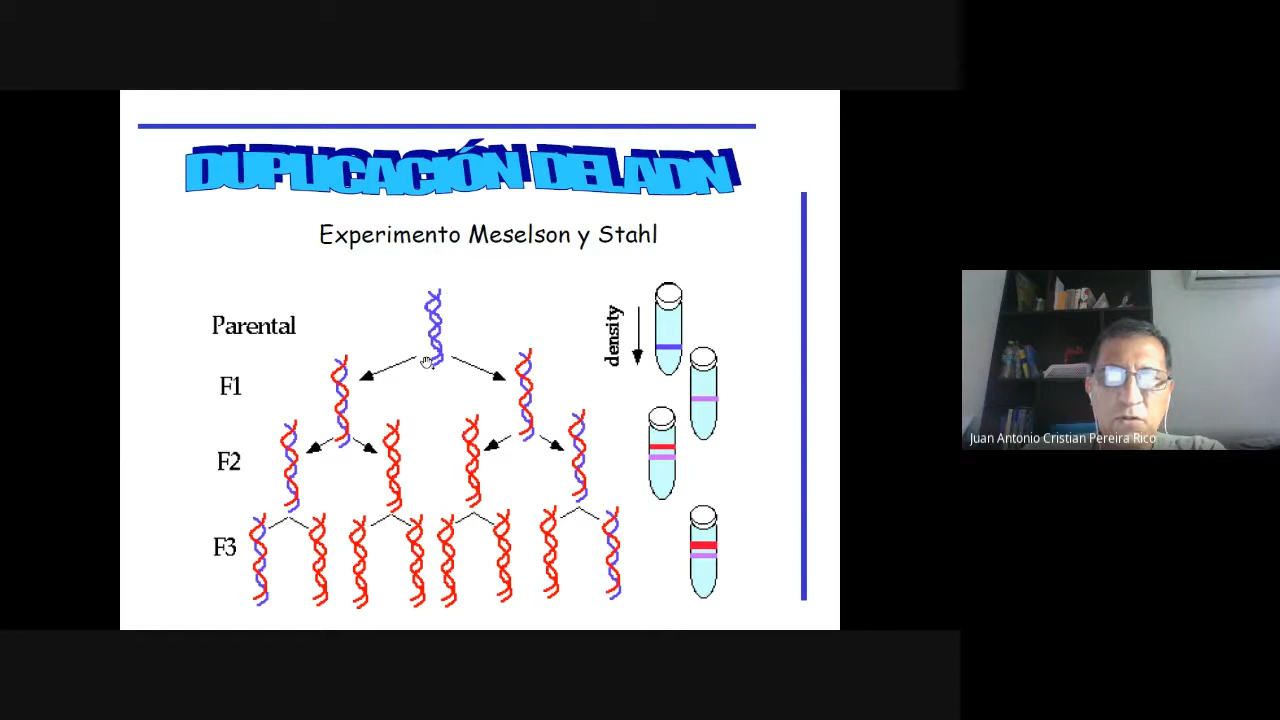 DUPLICACIÓN DEL ADN
Experimento Meselson y Stahl
Parental
density
F1
F2
F3
Juan Antonio Cristian Pereira Rico